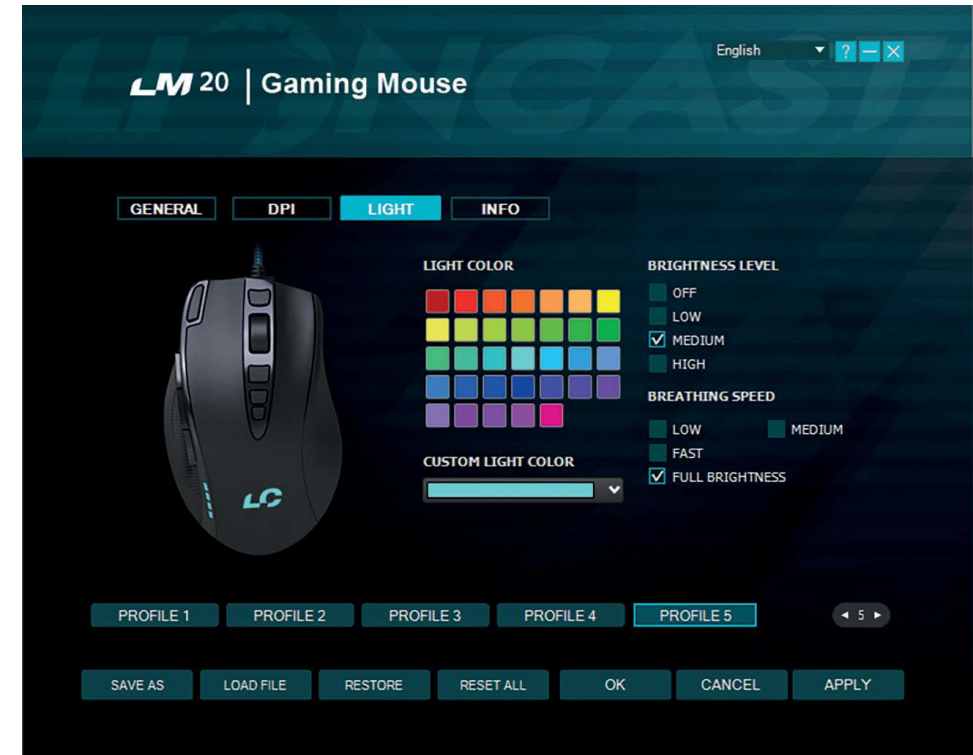 LIONCAST
English
?
LM 20 | Gaming Mouse
GENERAL DPI LIGHT INFO
LIGHT COLOR
BRIGHTNESS LEVEL
OFF
LOW
MEDIUM
HIGH
BREATHING SPEED
LOW MEDIUM
FAST
FULL BRIGHTNESS
CUSTOM LIGHT COLOR
LC
PROFILE 1 PROFILE 2 PROFILE 3 PROFILE 4 PROFILE 5 5
SAVE AS LOAD FILE RESTORE RESET ALL OK CANCEL APPLY